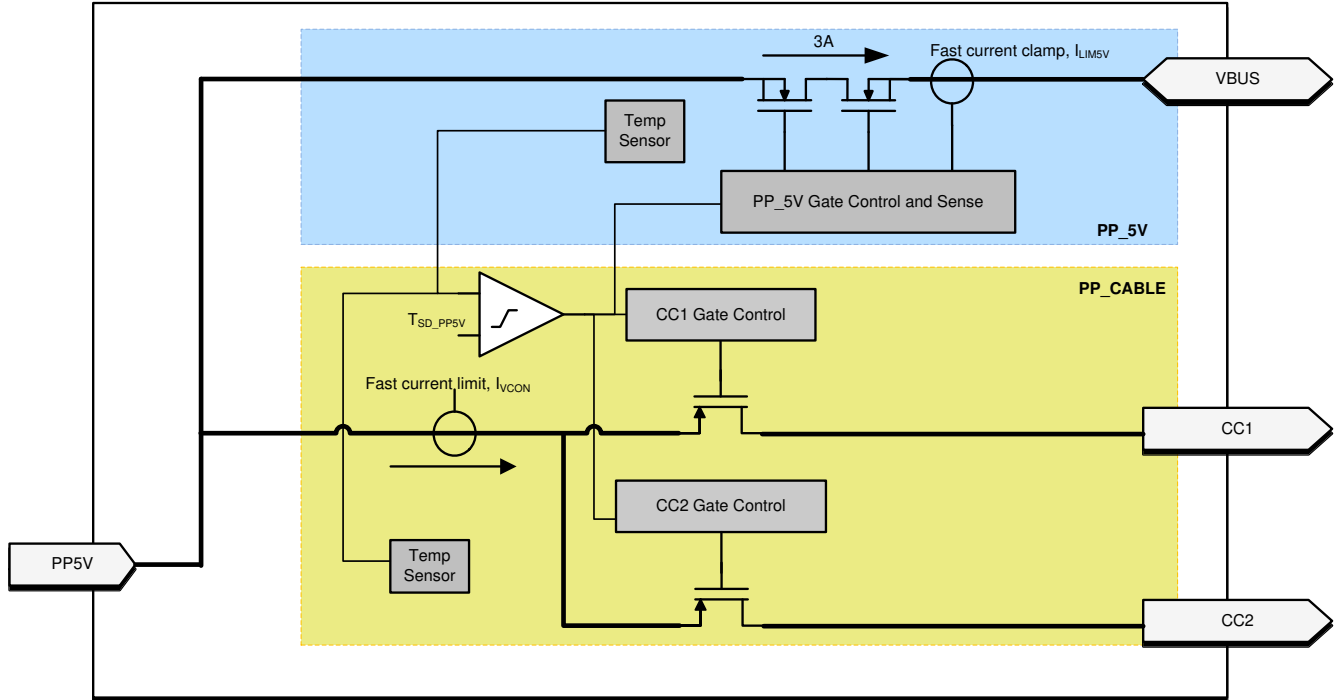 3A
Fast current clamp, ILIM5V
VBUS
Temp
Sensor
PP_5V Gate Control and Sense
PP_5V
PP_CABLE
CC1 Gate Control
TSD_PP5V
Fast current limit, IVCON
CC1
CC2 Gate Control
PP5V
Temp
Sensor
CC2